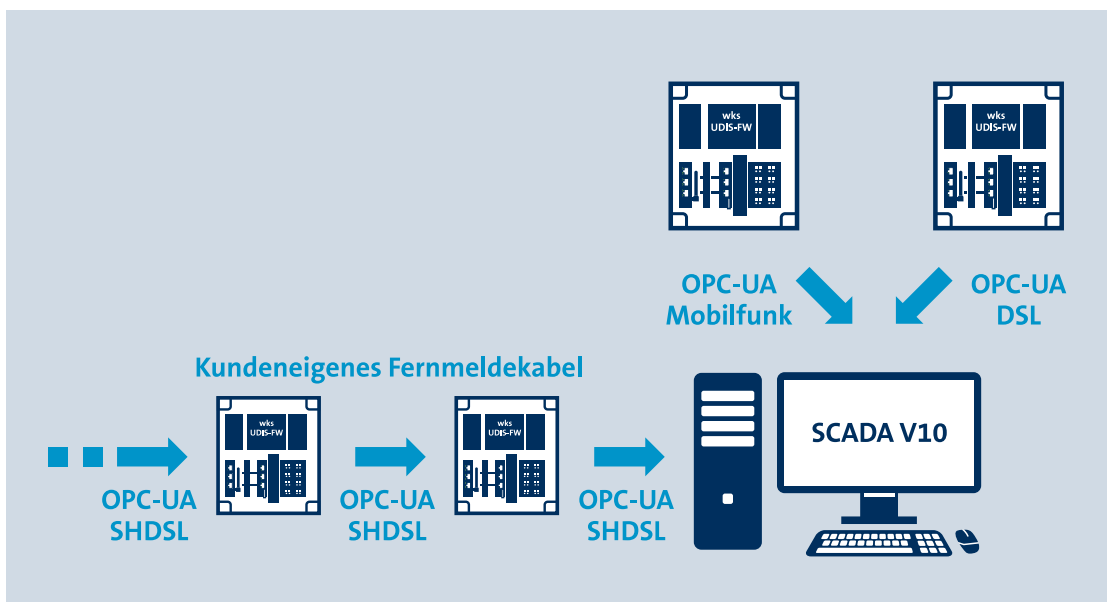 wks
UDIS-FW
wks
UDIS-FW
OPC-UA
Mobilfunk
OPC-UA
DSL
Kundeneigenes Fernmeldekabel
wks
UDIS-FW
wks
UDIS-FW
SCADA V10
OPC-UA
SHDSL
OPC-UA
SHDSL
OPC-UA
SHDSL